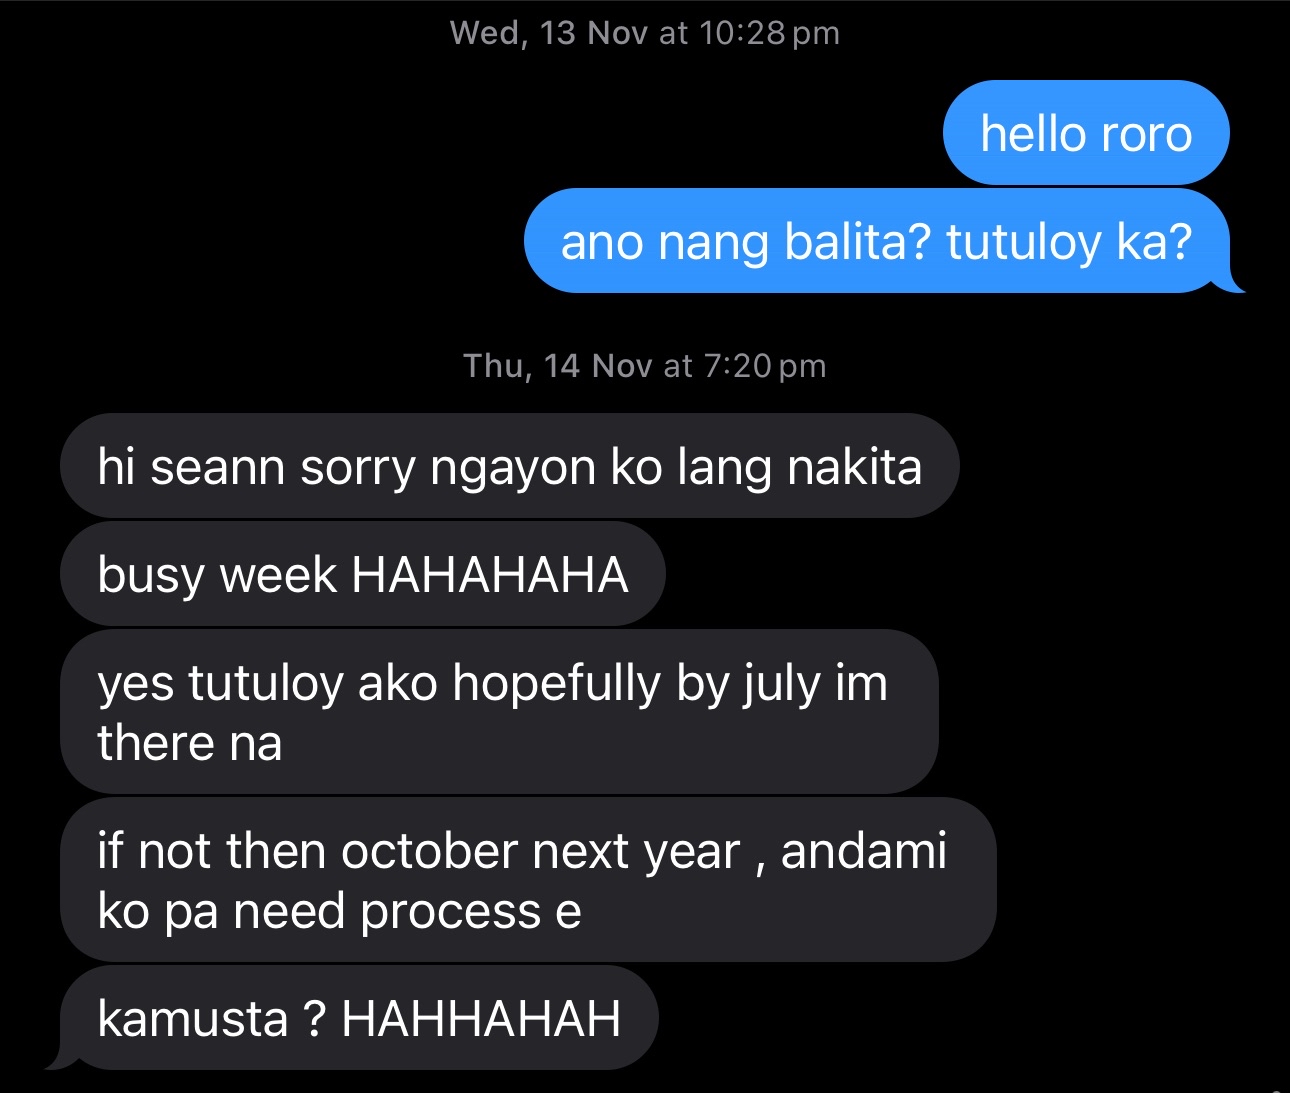 Wed, 13 Nov at 10:28 pm
hello roro
ano nang balita? tutuloy ka?
Thu, 14 Nov at 7:20 pm
hi seann sorry ngayon ko lang nakita
busy week HAHAHAHA
yes tutuloy ako hopefully by july im
there na
if not then october next year , andami
ko pa need process e
kamusta ? HAHHAHAH